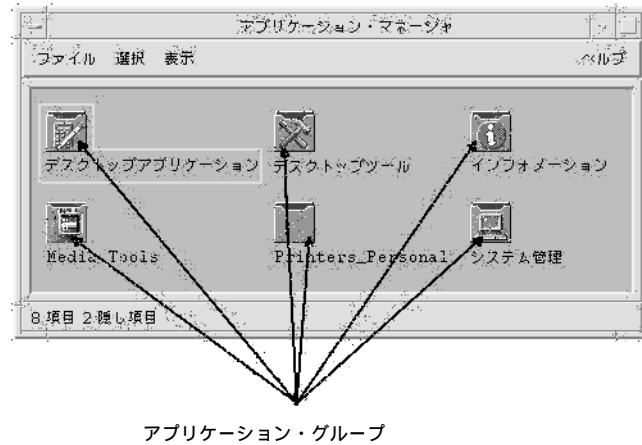 アプリケーション・マネージャ
ファイル 選択 表示 ヘルプ
デスクトップアプリケーション デスクトップツール インフォメーション
Media_Tools Printers_Personal システム管理
8 項目 2 隠し項目
アプリケーション・グループ